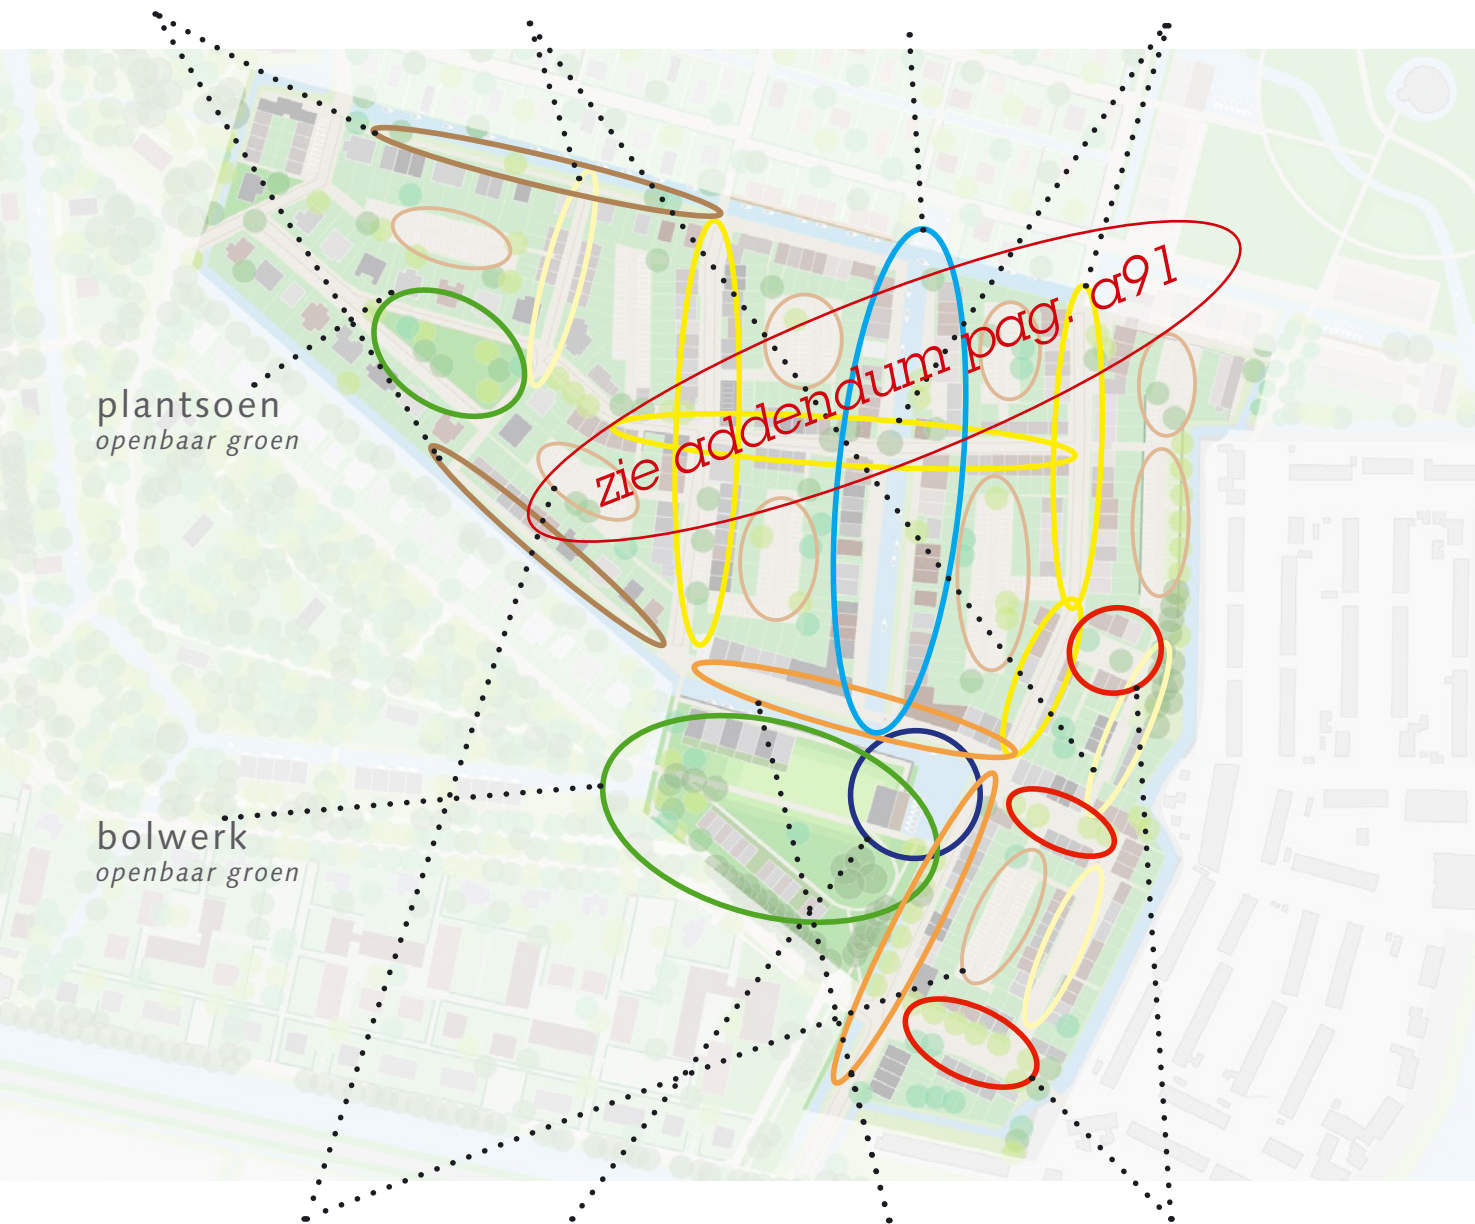 zie addendum pag. a91
plantsoen
openbaar groen
bolwerk
openbaar groen